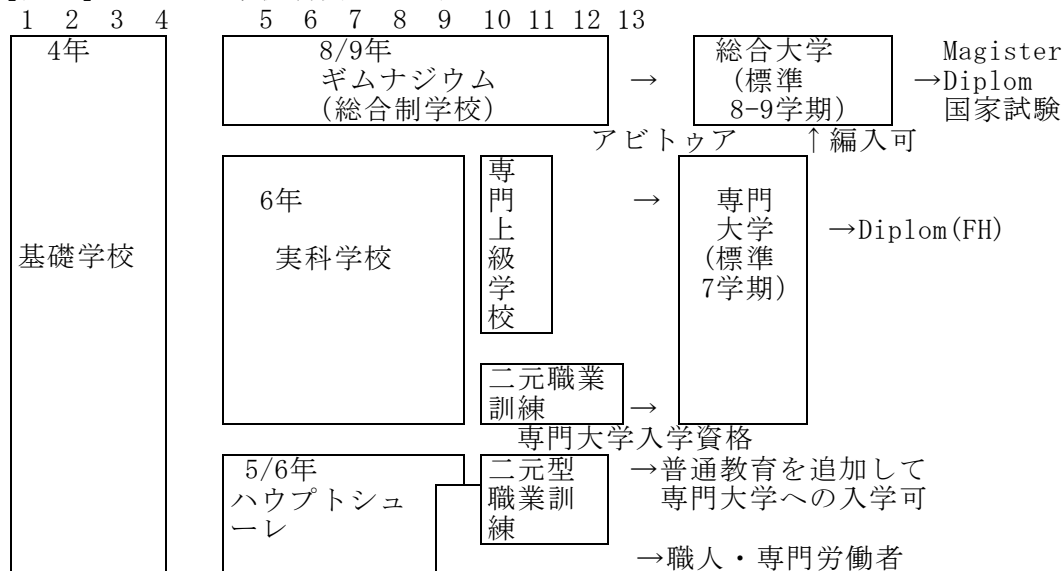 1 2 3 4 5 6 7 8 9 10 11 12 13
4年
基礎学校
8/9年
ギムナジウム
(総合制学校)
→
総合大学
(標準
8-9学期)
Magister
→Diplom
国家試験
アビトゥア
↑編入可
6年
実科学校
専門上級学校
→
専門
大学
(標準
7学期)
→Diplom(FH)
二元職業
訓練
→
専門大学入学資格
5/6年
ハウプトシュ
ーレ
二元型
職業訓
練
→普通教育を追加して
専門大学への入学可
→職人・専門労働者